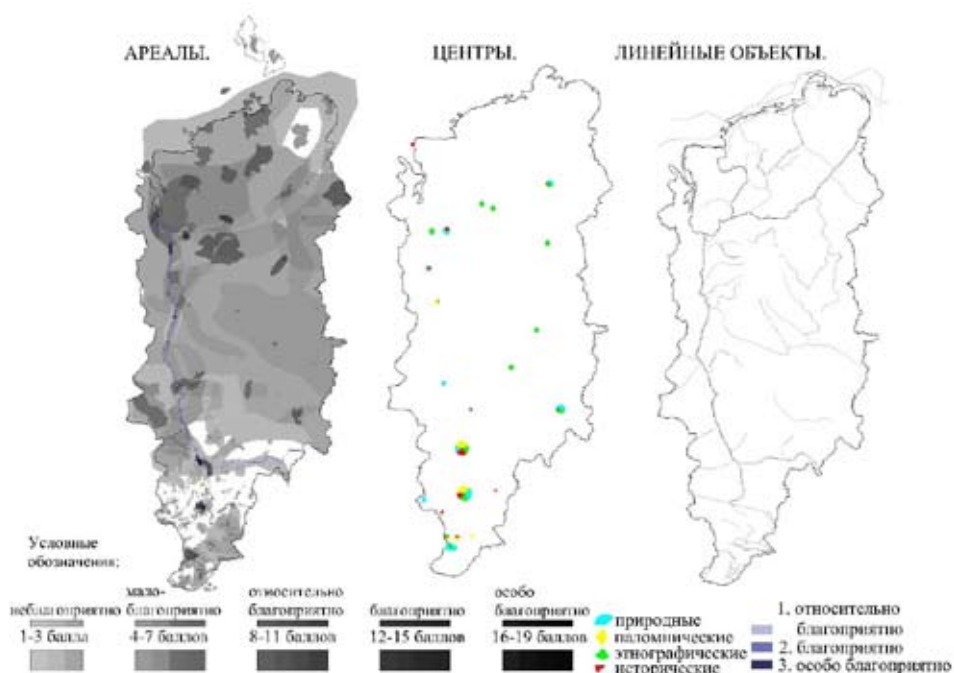 АРЕАЛЫ.
ЦЕНТРЫ.
ЛИНЕЙНЫЕ ОБЪЕКТЫ.
Условные
обозначения:
неблагоприятно
1-3 балла
мало-
благоприятно
4-7 баллов
относительно
благоприятно
8-11 баллов
благоприятно
12-15 баллов
особо
благоприятно
16-19 баллов
природные
паломнические
этнографические
исторические
1. относительно
благоприятно
2. благоприятно
3. особо благоприятно